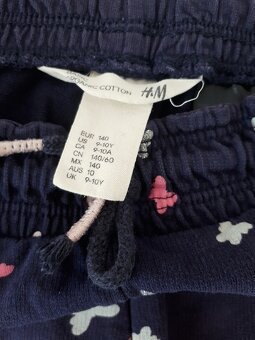 ORGANIC COTTON
H&M
EUR 140
US 9-10Y
CA 9-10A
CN 140/60
MX 140
AUS 10
UK 9-10Y